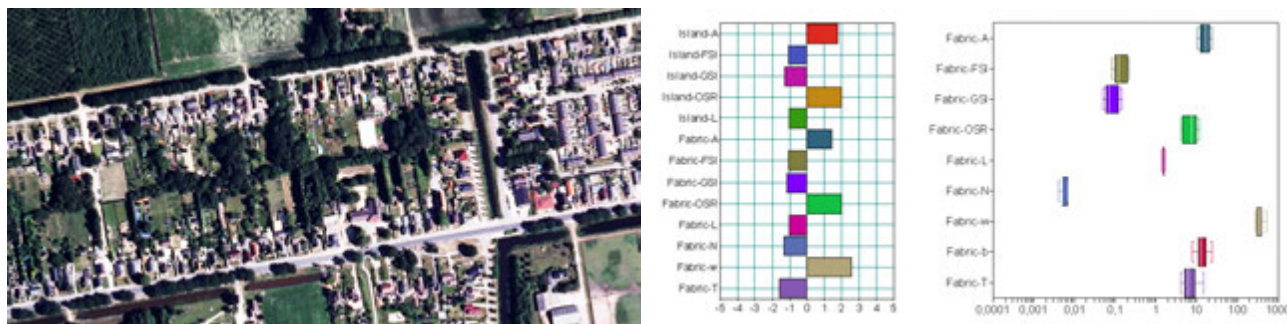 Island-A
Island-FSI
Island-GSI
Island-OSR
Island-L
Fabric-A
Fabric-FSI
Fabric-GSI
Fabric-OSR
Fabric-L
Fabric-N
Fabric-w
Fabric-T
-5 -4 -3 -2 -1 0 1 2 3 4 5
Fabric-A
Fabric-FSI
Fabric-GSI
Fabric-OSR
Fabric-L
Fabric-N
Fabric-w
Fabric-b
Fabric-T
0,0001 0,001 0,01 0,1 1 10 100 1000